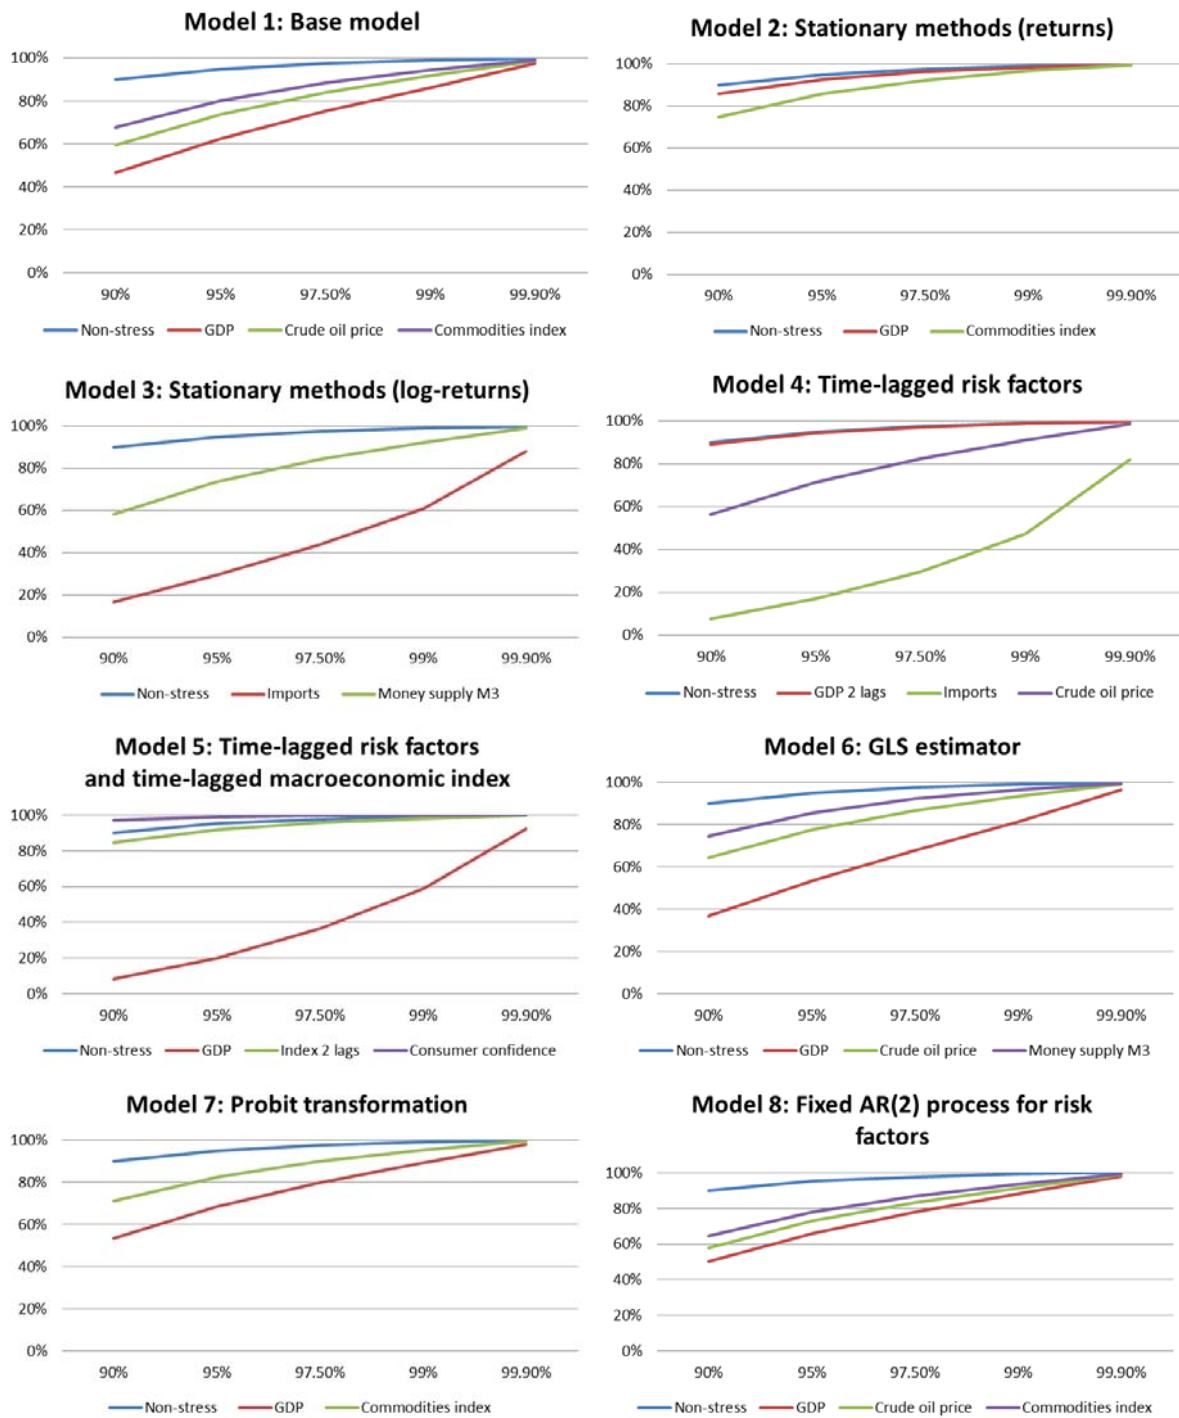 Model 1: Base model
100%
80%
60%
40%
20%
0%
90% 95% 97.50% 99% 99.90%
Non-stress GDP Crude oil price Commodities index
Model 2: Stationary methods (returns)
100%
80%
60%
40%
20%
0%
90% 95% 97.50% 99% 99.90%
Non-stress GDP Commodities index
Model 3: Stationary methods (log-returns)
100%
80%
60%
40%
20%
0%
90% 95% 97.50% 99% 99.90%
Non-stress Imports Money supply M3
Model 4: Time-lagged risk factors
100%
80%
60%
40%
20%
0%
90% 95% 97.50% 99% 99.90%
Non-stress GDP 2 lags Imports Crude oil price
Model 5: Time-lagged risk factors
and time-lagged macroeconomic index
100%
80%
60%
40%
20%
0%
90% 95% 97.50% 99% 99.90%
Non-stress GDP Index 2 lags Consumer confidence
Model 6: GLS estimator
100%
80%
60%
40%
20%
0%
90% 95% 97.50% 99% 99.90%
Non-stress GDP Crude oil price Money supply M3
Model 7: Probit transformation
100%
80%
60%
40%
20%
0%
90% 95% 97.50% 99% 99.90%
Non-stress GDP Commodities index
Model 8: Fixed AR(2) process for risk
factors
100%
80%
60%
40%
20%
0%
90% 95% 97.50% 99% 99.90%
Non-stress GDP Crude oil price Commodities index